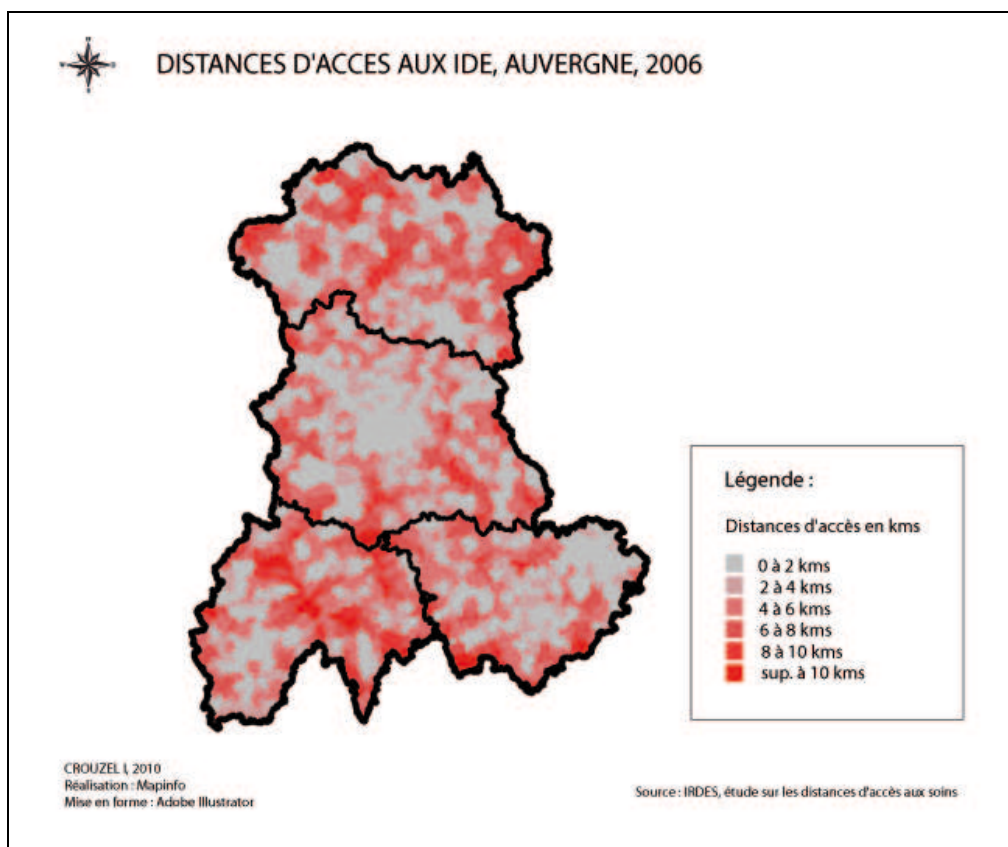 DISTANCES D'ACCES AUX IDE, AUVERGNE, 2006
Légende :
Distances d'accès en kms
0 à 2 kms
2 à 4 kms
4 à 6 kms
6 à 8 kms
8 à 10 kms
sup. à 10 kms
CROUZEL I, 2010
Réalisation : Mapinfo
Mise en forme : Adobe Illustrator
Source : IRDES, étude sur les distances d'accès aux soins